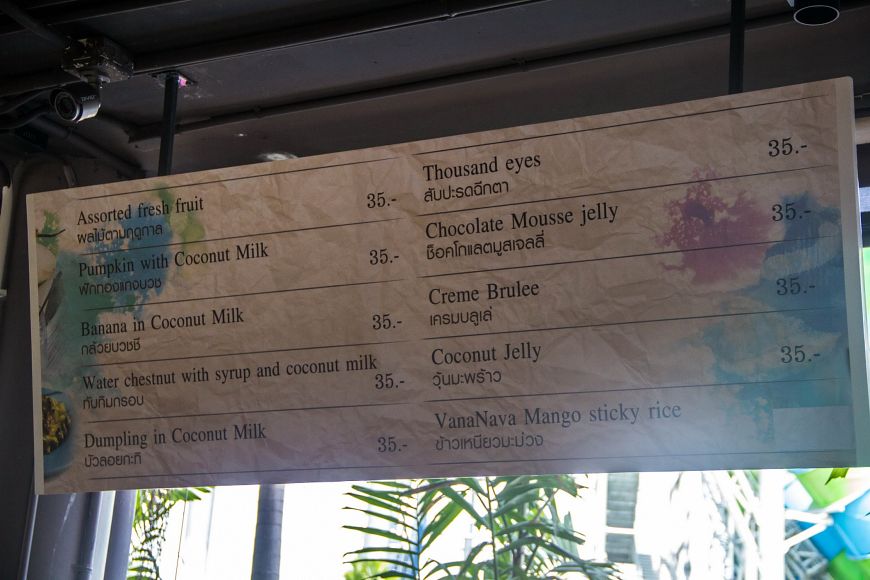 Assorted fresh fruit 35.-
ผลไม้ตามฤดูกาล
Pumpkin with Coconut Milk 35.-
ฟักทองแกงบวช
Banana in Coconut Milk 35.-
กล้วยบวชชี
Water chestnut with syrup and coconut milk 35.-
ทับทิมกรอบ
Dumpling in Coconut Milk 35.-
บัวลอยกะทิ
Thousand eyes 35.-
สับปะรดฉีกตา
Chocolate Mousse jelly 35.-
ช็อคโกแลตมูสเจลลี่
Creme Brulee 35.-
เครมบลูเล่
Coconut Jelly 35.-
วุ้นมะพร้าว
VanaNava Mango sticky rice
ข้าวเหนียวมะม่วง